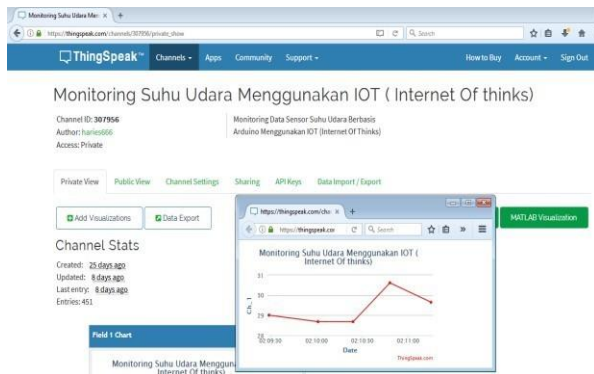 Monitoring Suhu Udara Men
https://thingspeak.com/channels/307956/private_show
Search
ThingSpeak™ Channels Apps Community Support How to Buy Account Sign Out
Monitoring Suhu Udara Menggunakan IOT ( Internet Of thinks)
Channel ID: 307956
Author: haries666
Access: Private
Monitoring Data Sensor Suhu Udara Berbasis
Arduino Menggunakan IOT (Internet Of Thinks)
Private View Public View Channel Settings Sharing API Keys Data Import / Export
Add Visualizations Data Export MATLAB Visualization
Channel Stats
Created: 25 days ago
Updated: 8 days ago
Last entry: 8 days ago
Entries: 451
Field 1 Chart
Monitoring Suhu Udara Menggun
Internet Of thinks)
https://thingspeak.com/cha
https://thingspeak.co
Search
Monitoring Suhu Udara Menggunakan IOT (
Internet Of thinks)
31
30
29
28
Ch_1
02:09:30 02:10:00 02:10:30 02:11:00
Date
ThingSpeak.com